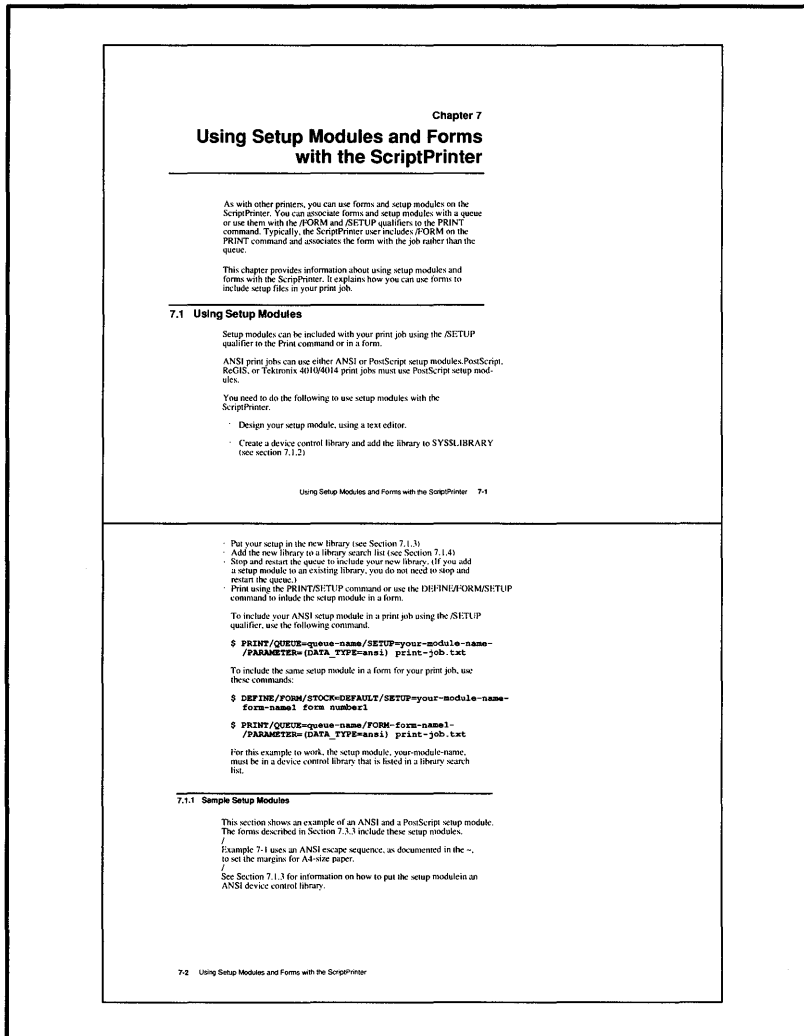 Chapter 7
Using Setup Modules and Forms
with the ScriptPrinter
As with other printers, you can use forms and setup modules on the
ScriptPrinter. You can associate forms and setup modules with a queue
or use them with the /FORM and /SETUP qualifiers to the PRINT
command. Typically, the ScriptPrinter user includes /FORM on the
PRINT command and associates the form with the job rather than the
queue.
This chapter provides information about using setup modules and
forms with the ScripPrinter. It explains how you can use forms to
include setup files in your print job.
7.1 Using Setup Modules
Setup modules can be included with your print job using the /SETUP
qualifier to the Print command or in a form.
ANSI print jobs can use either ANSI or PostScript setup modules.PostScript,
ReGIS, or Tektronix 4010/4014 print jobs must use PostScript setup mod-
ules.
You need to do the following to use setup modules with the
ScriptPrinter.
· Design your setup module, using a text editor.
· Create a device control library and add the library to SYS$LIBRARY
(see section 7.1.2)
Using Setup Modules and Forms with the ScriptPrinter 7-1
· Put your setup in the new library (see Section 7.1.3)
· Add the new library to a library search list (see Section 7.1.4)
· Stop and restart the queue to include your new library. (If you add
a setup module to an existing library, you do not need to stop and
restart the queue.)
· Print using the PRINT/SETUP command or use the DEFINE/FORM/SETUP
command to inlude the setup module in a form.
To include your ANSI setup module in a print job using the /SETUP
qualifier, use the following command.
$ PRINT/QUEUE=queue-name/SETUP=your-module-name-
/PARAMETER=(DATA_TYPE=ansi) print-job.txt
To include the same setup module in a form for your print job, use
these commands:
$ DEFINE/FORM/STOCK=DEFAULT/SETUP=your-module-name-
form-name1 form number1
$ PRINT/QUEUE=queue-name/FORM-form-name1-
/PARAMETER=(DATA_TYPE=ansi) print-job.txt
For this example to work, the setup module, your-module-name,
must be in a device control library that is listed in a library search
list.
7.1.1 Sample Setup Modules
This section shows an example of an ANSI and a PostScript setup module.
The forms described in Section 7.3.3 include these setup modules.
/
Example 7-1 uses an ANSI escape sequence, as documented in the ~,
to set the margins for A4-size paper.
/
See Section 7.1.3 for information on how to put the setup modulein an
ANSI device control library.
7-2 Using Setup Modules and Forms with the ScriptPrinter